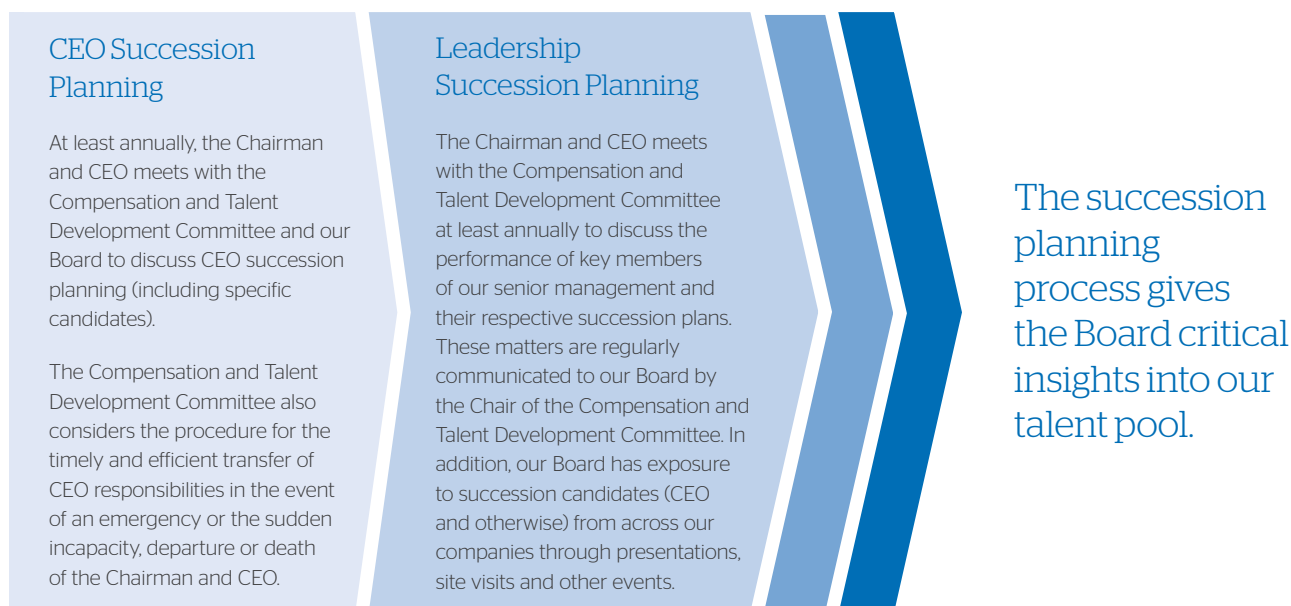 CEO Succession
Planning
At least annually, the Chairman
and CEO meets with the
Compensation and Talent
Development Committee and our
Board to discuss CEO succession
planning (including specific
candidates).
The Compensation and Talent
Development Committee also
considers the procedure for the
timely and efficient transfer of
CEO responsibilities in the event
of an emergency or the sudden
incapacity, departure or death
of the Chairman and CEO.
Leadership
Succession Planning
The Chairman and CEO meets
with the Compensation and
Talent Development Committee
at least annually to discuss the
performance of key members
of our senior management and
their respective succession plans.
These matters are regularly
communicated to our Board by
the Chair of the Compensation and
Talent Development Committee. In
addition, our Board has exposure
to succession candidates (CEO
and otherwise) from across our
companies through presentations,
site visits and other events.
The succession
planning
process gives
the Board critical
insights into our
talent pool.